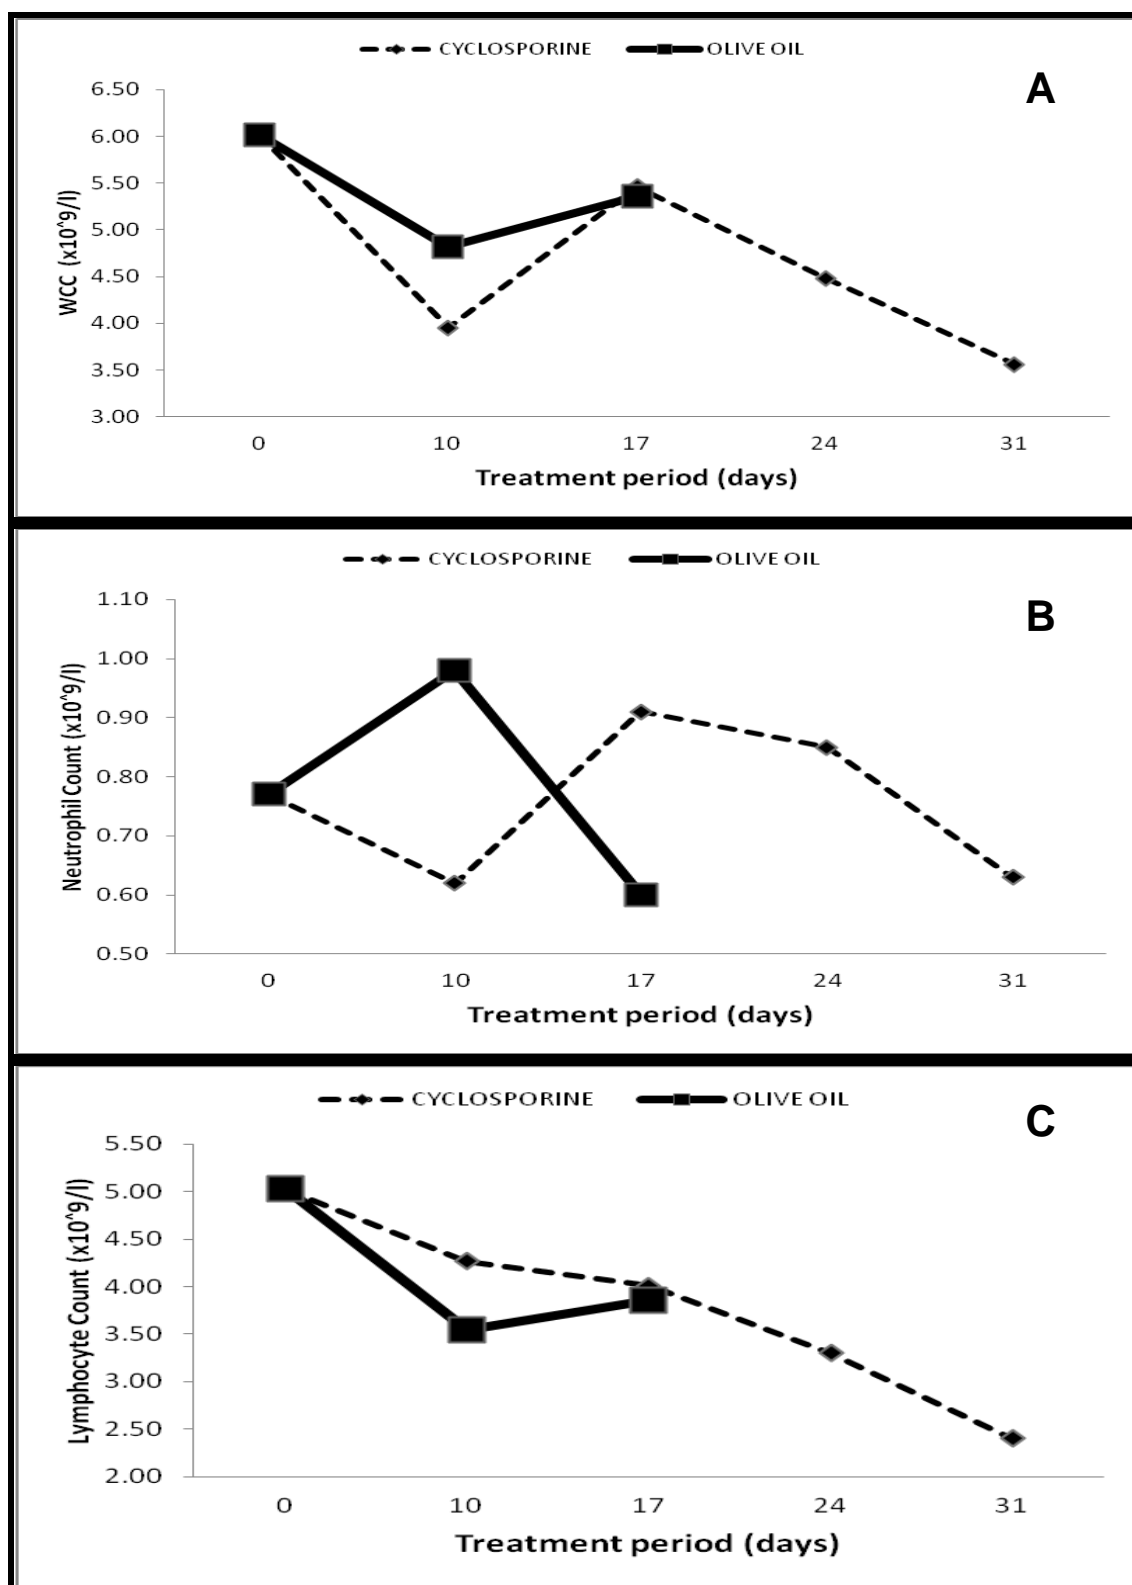 CYCLOSPORINE OLIVE OIL
A
6.50
6.00
5.50
5.00
4.50
4.00
3.50
3.00
WCC (x10^9/l)
0 10 17 24 31
Treatment period (days)
CYCLOSPORINE OLIVE OIL
B
1.10
1.00
0.90
0.80
0.70
0.60
0.50
Neutrophil Count (x10^9/l)
0 10 17 24 31
Treatment period (days)
CYCLOSPORINE OLIVE OIL
C
5.50
5.00
4.50
4.00
3.50
3.00
2.50
2.00
Lymphocyte Count (x10^9/l)
0 10 17 24 31
Treatment period (days)